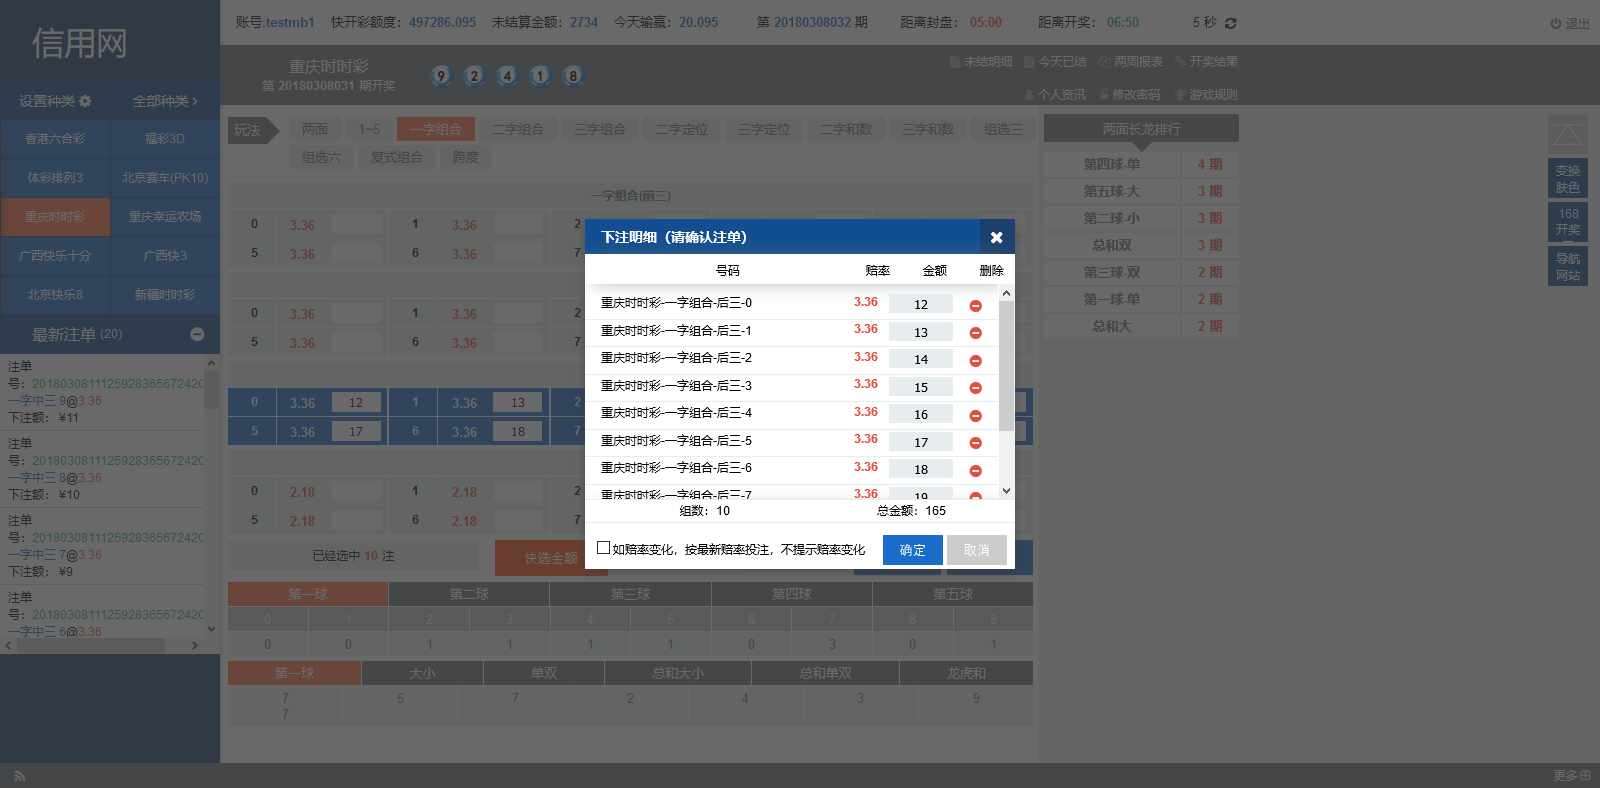 账号:testmb1 快开彩额度：497286.095 未结算金额：2734 今天输赢：20.095 第 20180308032 期 距离封盘： 05:00 距离开奖： 06:50 5 秒 退出
信用网
重庆时时彩
第 20180308031 期开奖
9 2 4 1 8
未结明细 今天已结 两周报表 开奖结果
个人资讯 修改密码 游戏规则
设置种类 全部种类
香港六合彩 福彩3D
体彩排列3 北京赛车(PK10)
重庆时时彩 重庆幸运农场
广西快乐十分 广西快3
北京快乐8 新疆时时彩
最新注单 (20)
注单
号：20180308111259283656724​20
一字中三 9@3.36
下注额： ¥11
注单
号：2018030811125928365672420
一字中三 8@3.36
下注额： ¥10
注单
号：2018030811125928365672420
一字中三 7@3.36
下注额： ¥9
注单
号：2018030811125928365672420
一字中三 6@3.36
玩法 两面 1~5 一字组合 二字组合 三字组合 二字定位 三字定位 二字和数 三字和数 组选三
组选六 复式组合 跨度
一字组合(前三)
0 3.36 1 3.36 2
5 3.36 6 3.36 7
0 3.36 1 3.36 2
5 3.36 6 3.36 7
0 3.36 12 1 3.36 13 2
5 3.36 17 6 3.36 18 7
0 2.18 1 2.18 2
5 2.18 6 2.18 7
已经选中 10 注 快选金额
下注明细（请确认注单）
号码 赔率 金额 删除
重庆时时彩-一字组合-后三-0 3.36 12
重庆时时彩-一字组合-后三-1 3.36 13
重庆时时彩-一字组合-后三-2 3.36 14
重庆时时彩-一字组合-后三-3 3.36 15
重庆时时彩-一字组合-后三-4 3.36 16
重庆时时彩-一字组合-后三-5 3.36 17
重庆时时彩-一字组合-后三-6 3.36 18
重庆时时彩-一字组合-后三-7 3.36 19
组数：10 总金额：165
如赔率变化，按最新赔率投注，不提示赔率变化 确定 取消
第一球 第二球 第三球 第四球 第五球
0 1 2 3 4 5 6 7 8 9
0 0 1 1 1 1 0 3 0 1
第一球 大小 单双 总和大小 总和单双 龙虎和
7 5 7 2 4 3 9
7
两面长龙排行
第四球-单 4 期
第五球-大 3 期
第二球-小 3 期
总和双 3 期
第三球-双 2 期
第一球-单 2 期
总和大 2 期
变换
肤色
168
开奖
导航
网站
更多